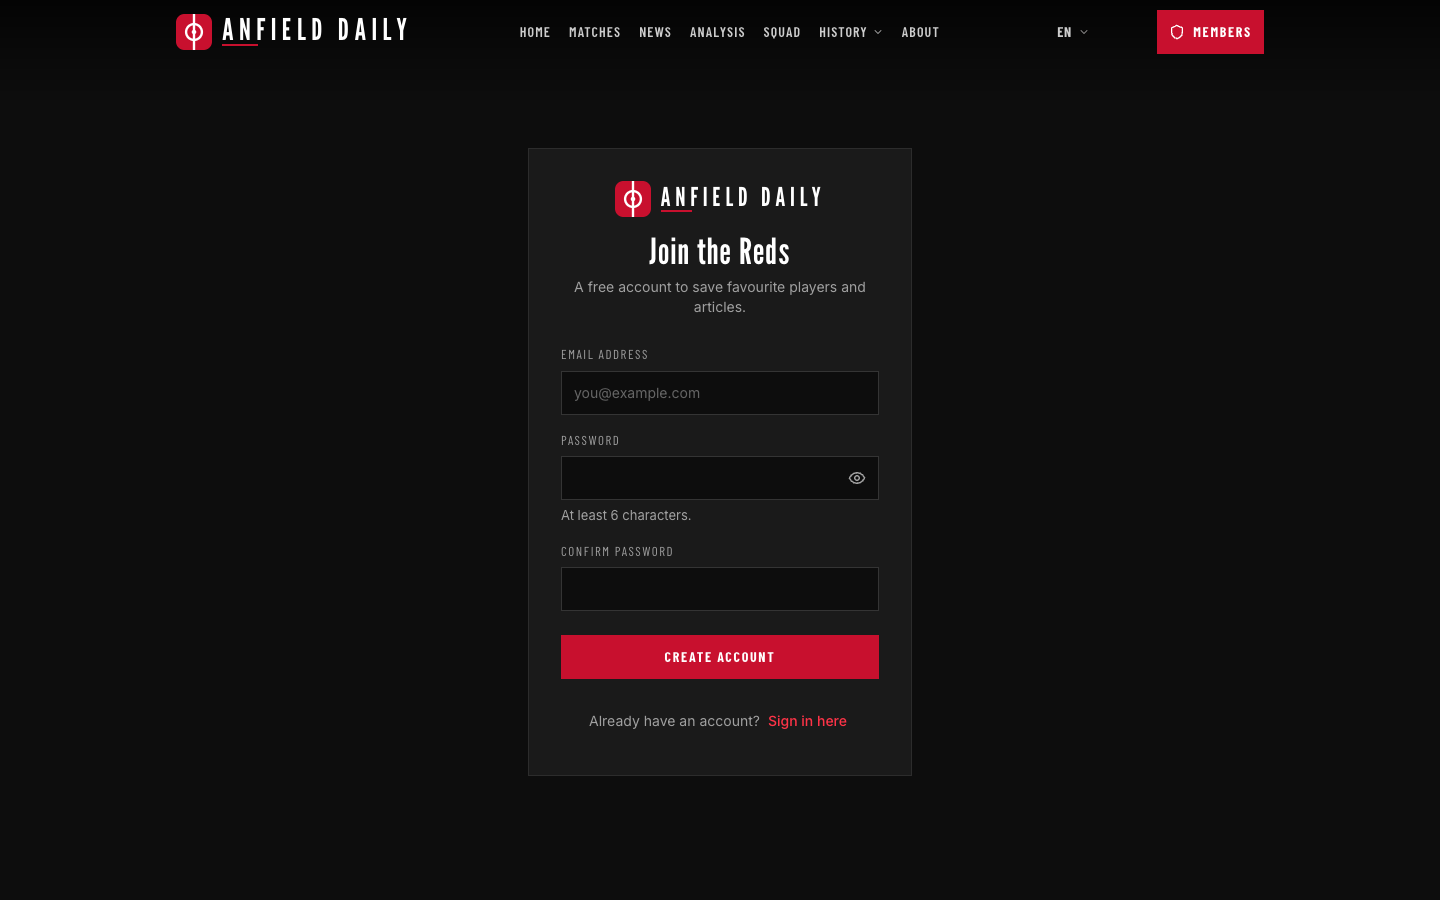 ANFIELD DAILY
HOME MATCHES NEWS ANALYSIS SQUAD HISTORY ABOUT
EN
MEMBERS
ANFIELD DAILY
Join the Reds
A free account to save favourite players and
articles.
EMAIL ADDRESS
you@example.com
PASSWORD
At least 6 characters.
CONFIRM PASSWORD
CREATE ACCOUNT
Already have an account? Sign in here